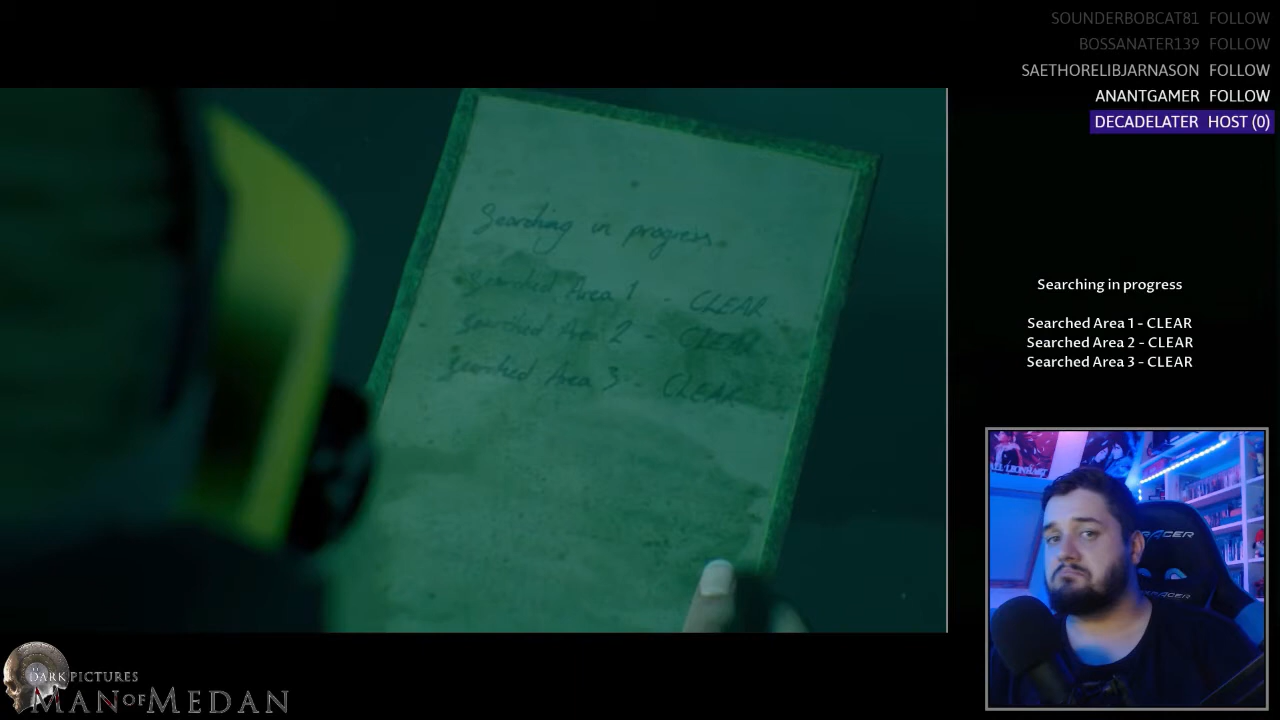 SOUNDERBOBCAT81 FOLLOW
BOSSANATER139 FOLLOW
SAETHORELIBJARNASON FOLLOW
ANANTGAMER FOLLOW
DECADELATER HOST (0)
Searching in progress
Searched Area 1 - CLEAR
Searched Area 2 - CLEAR
Searched Area 3 - CLEAR
Searching in progress
Searched Area 1 - CLEAR
Searched Area 2 - CLEAR
Searched Area 3 - CLEAR
DARK PICTURES
MAN OF MEDAN